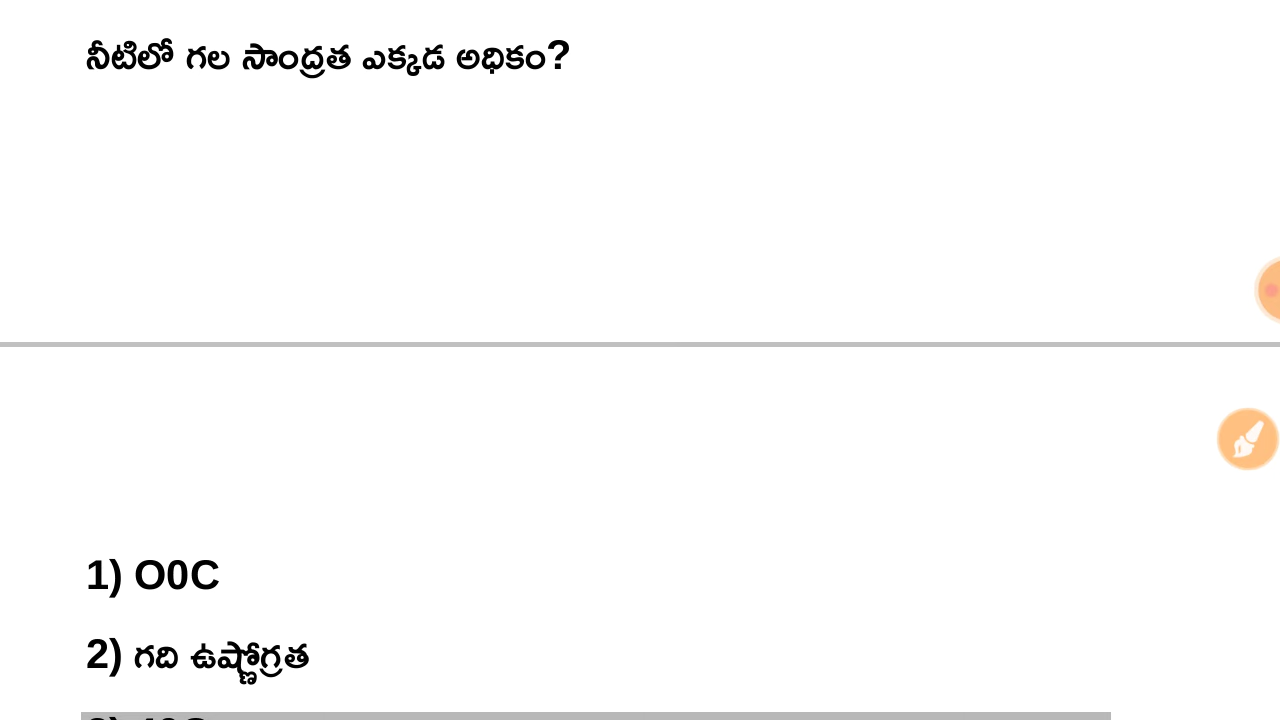 నీటిలో గల సాంద్రత ఎక్కడ అధికం?
1) O0C
2) గది ఉష్ణోగ్రత